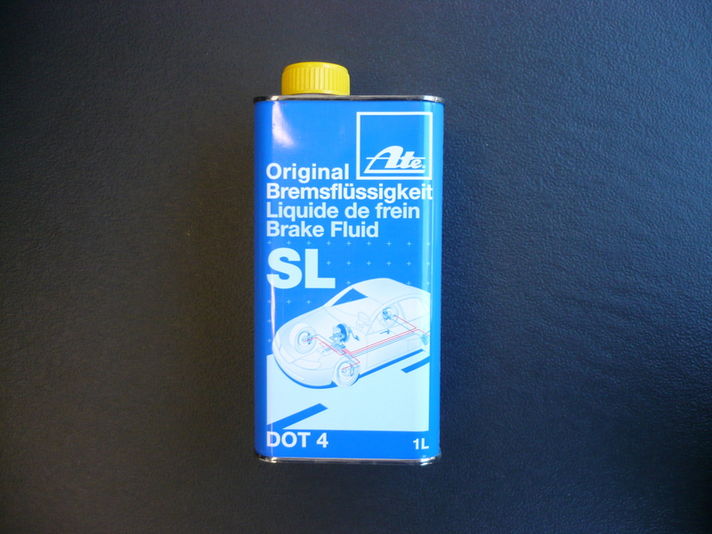 Ate
Original
Bremsflüssigkeit
Liquide de frein
Brake Fluid
SL
DOT 4
1L